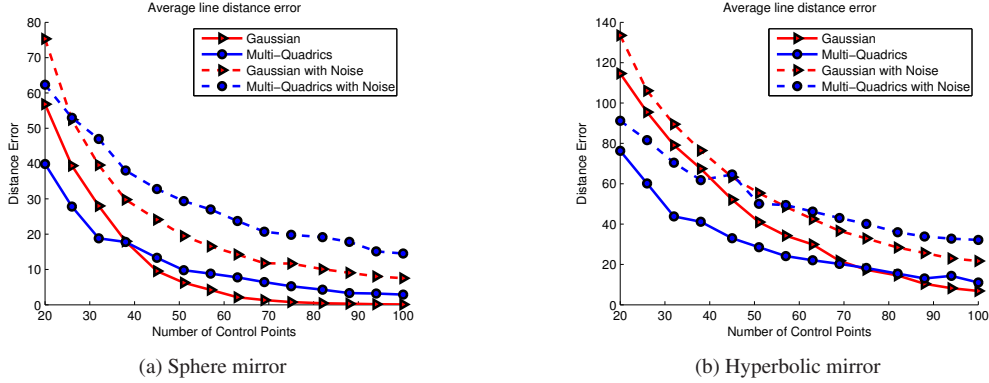 Average line distance error
80
70
60
50
40
30
20
10
0
Distance Error
20 30 40 50 60 70 80 90 100
Number of Control Points
Gaussian
Multi−Quadrics
Gaussian with Noise
Multi−Quadrics with Noise
(a) Sphere mirror
Average line distance error
140
120
100
80
60
40
20
0
Distance Error
20 30 40 50 60 70 80 90 100
Number of Control Points
Gaussian
Multi−Quadrics
Gaussian with Noise
Multi−Quadrics with Noise
(b) Hyperbolic mirror